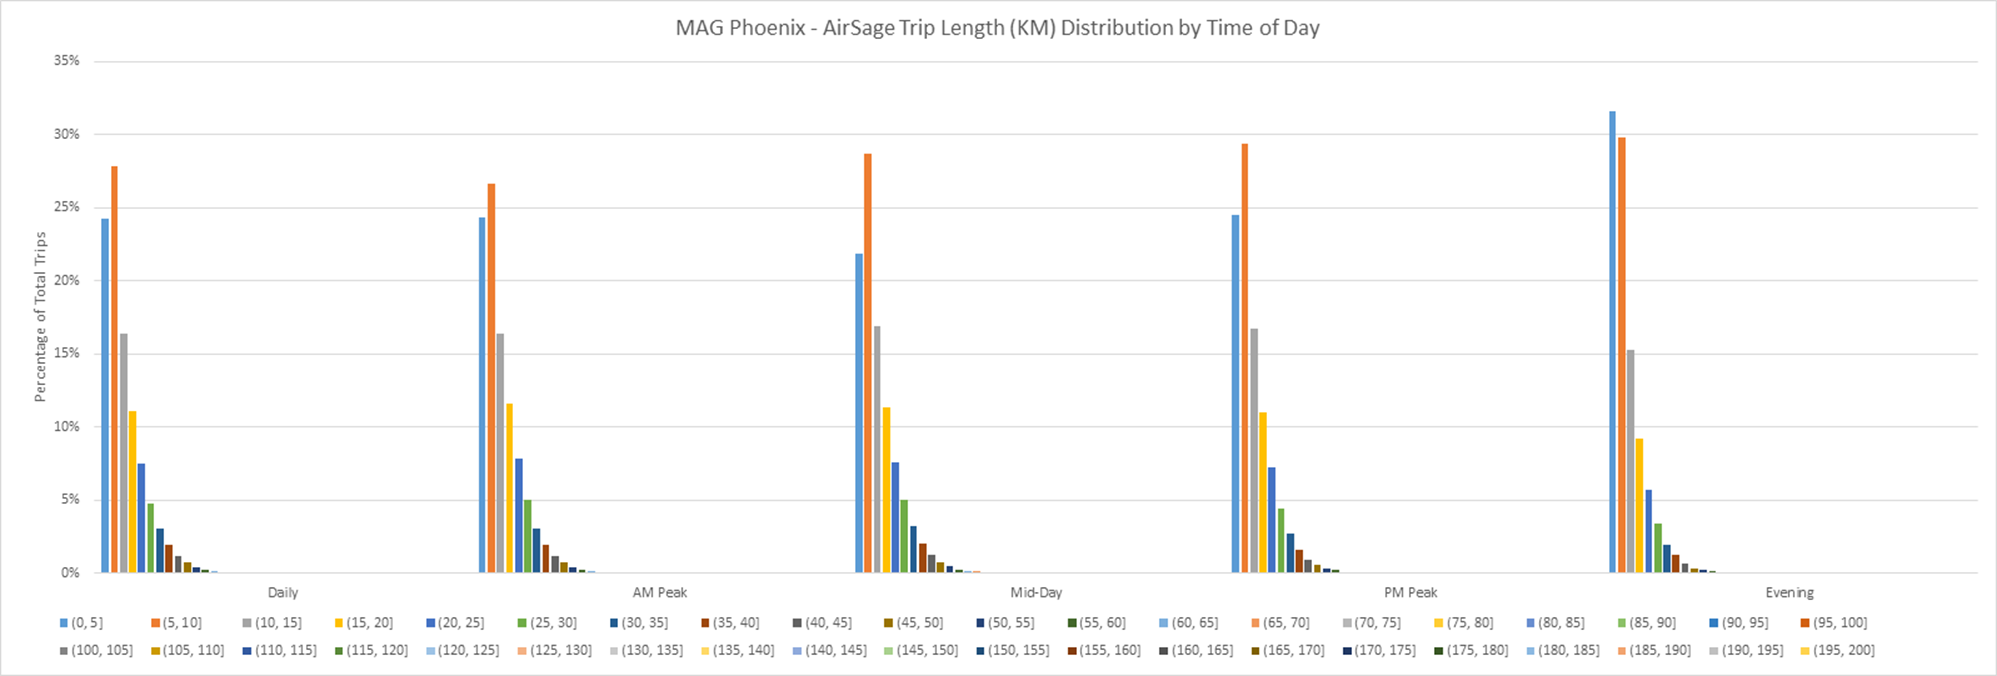 MAG Phoenix - AirSage Trip Length (KM) Distribution by Time of Day
35%
30%
25%
20%
15%
10%
5%
0%
Percentage of Total Trips
Daily AM Peak Mid-Day PM Peak Evening
(0, 5] (5, 10] (10, 15] (15, 20] (20, 25] (25, 30] (30, 35] (35, 40] (40, 45] (45, 50] (50, 55] (55, 60] (60, 65] (65, 70] (70, 75] (75, 80] (80, 85] (85, 90] (90, 95] (95, 100]
(100, 105] (105, 110] (110, 115] (115, 120] (120, 125] (125, 130] (130, 135] (135, 140] (140, 145] (145, 150] (150, 155] (155, 160] (160, 165] (165, 170] (170, 175] (175, 180] (180, 185] (185, 190] (190, 195] (195, 200]